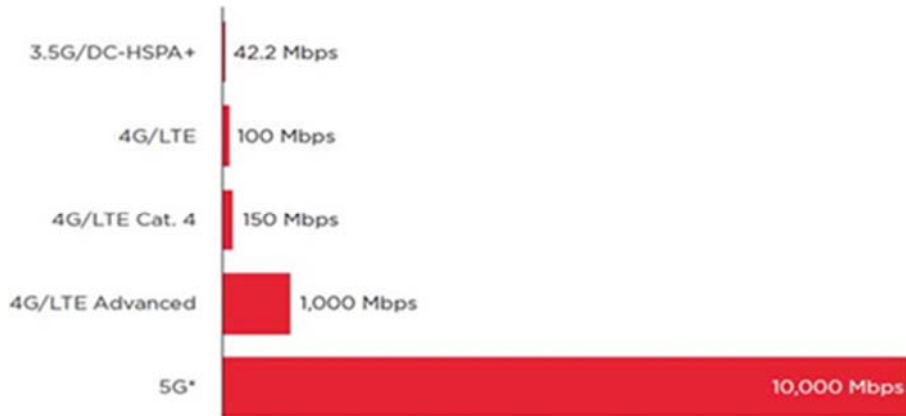 3.5G/DC-HSPA+ 42.2 Mbps
4G/LTE 100 Mbps
4G/LTE Cat. 4 150 Mbps
4G/LTE Advanced 1,000 Mbps
5G* 10,000 Mbps